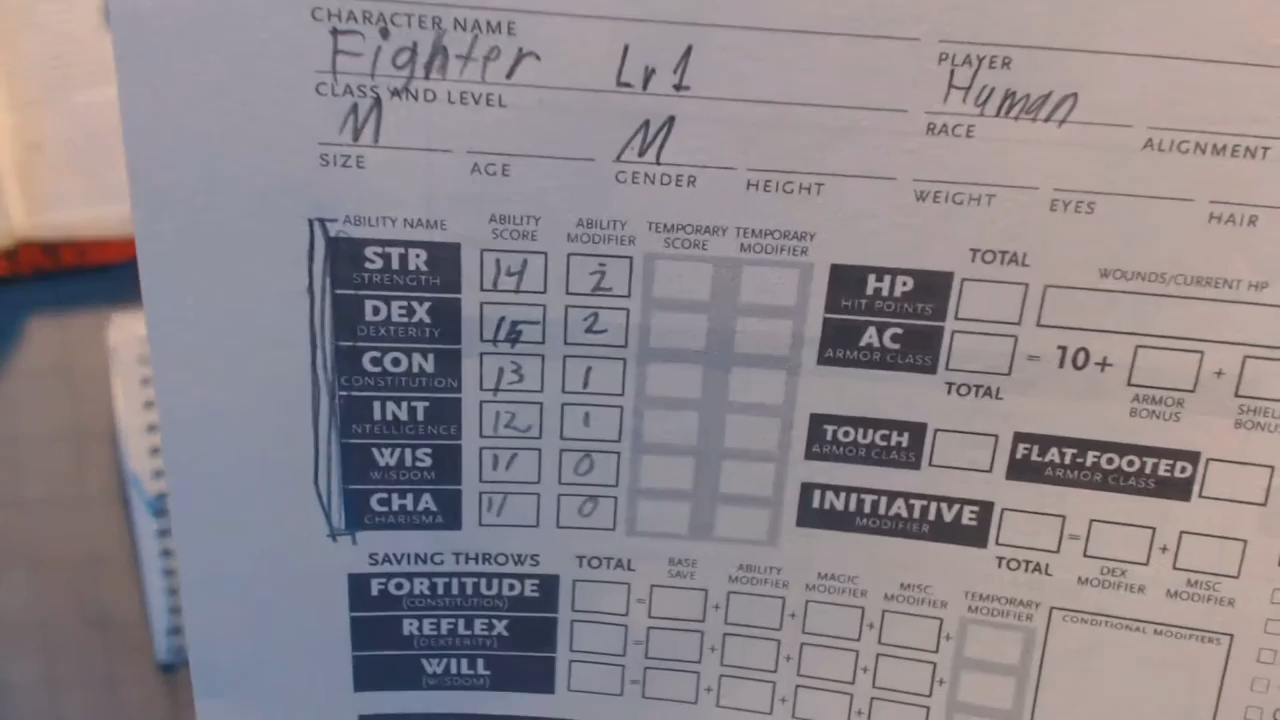 CHARACTER NAME
PLAYER
Fighter Lv 1 Human
CLASS AND LEVEL RACE ALIGNMENT
M M
SIZE AGE GENDER HEIGHT WEIGHT EYES HAIR
ABILITY NAME ABILITY SCORE ABILITY MODIFIER TEMPORARY SCORE TEMPORARY MODIFIER
STR STRENGTH 14 2
DEX DEXTERITY 15 2
CON CONSTITUTION 13 1
INT INTELLIGENCE 12 1
WIS WISDOM 11 0
CHA CHARISMA 11 0
TOTAL WOUNDS/CURRENT HP
HP HIT POINTS
AC ARMOR CLASS = 10+ +
TOTAL ARMOR BONUS
TOUCH ARMOR CLASS FLAT-FOOTED ARMOR CLASS
INITIATIVE MODIFIER = +
TOTAL DEX MODIFIER MISC MODIFIER
SAVING THROWS TOTAL BASE SAVE ABILITY MODIFIER MAGIC MODIFIER MISC MODIFIER TEMPORARY MODIFIER
FORTITUDE (CONSTITUTION) = + + + +
REFLEX (DEXTERITY) = + + + +
WILL (WISDOM) = + + + +
CONDITIONAL MODIFIERS